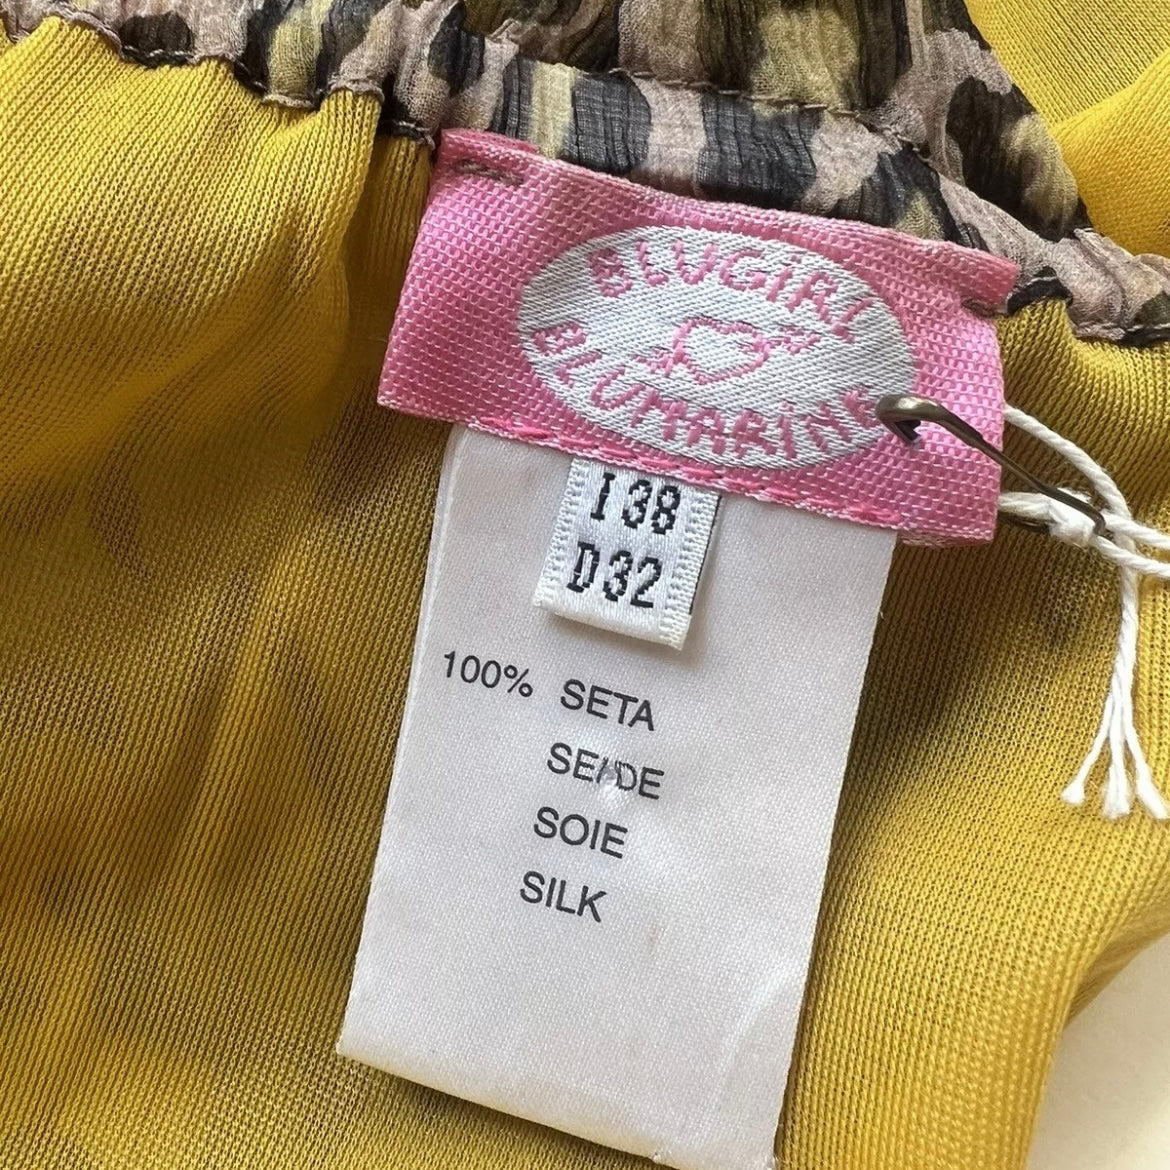 BLUGiRL
BLUMARiNE
I 38
D 32
100% SETA
SEIDE
SOIE
SILK